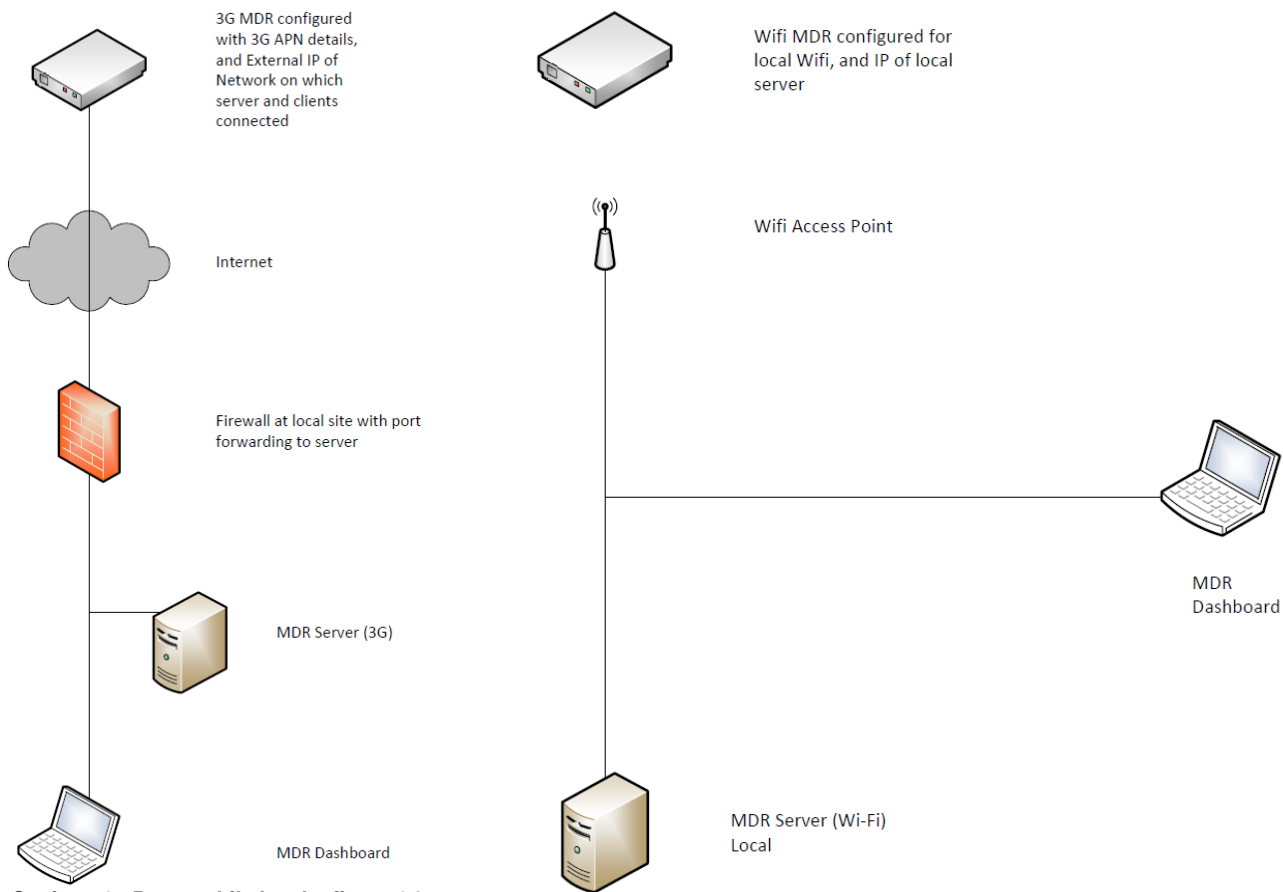 3G MDR configured
with 3G APN details,
and External IP of
Network on which
server and clients
connected
Internet
Firewall at local site with port
forwarding to server
MDR Server (3G)
MDR Dashboard
Wifi MDR configured for
local Wifi, and IP of local
server
Wifi Access Point
MDR
Dashboard
MDR Server (Wi-Fi)
Local